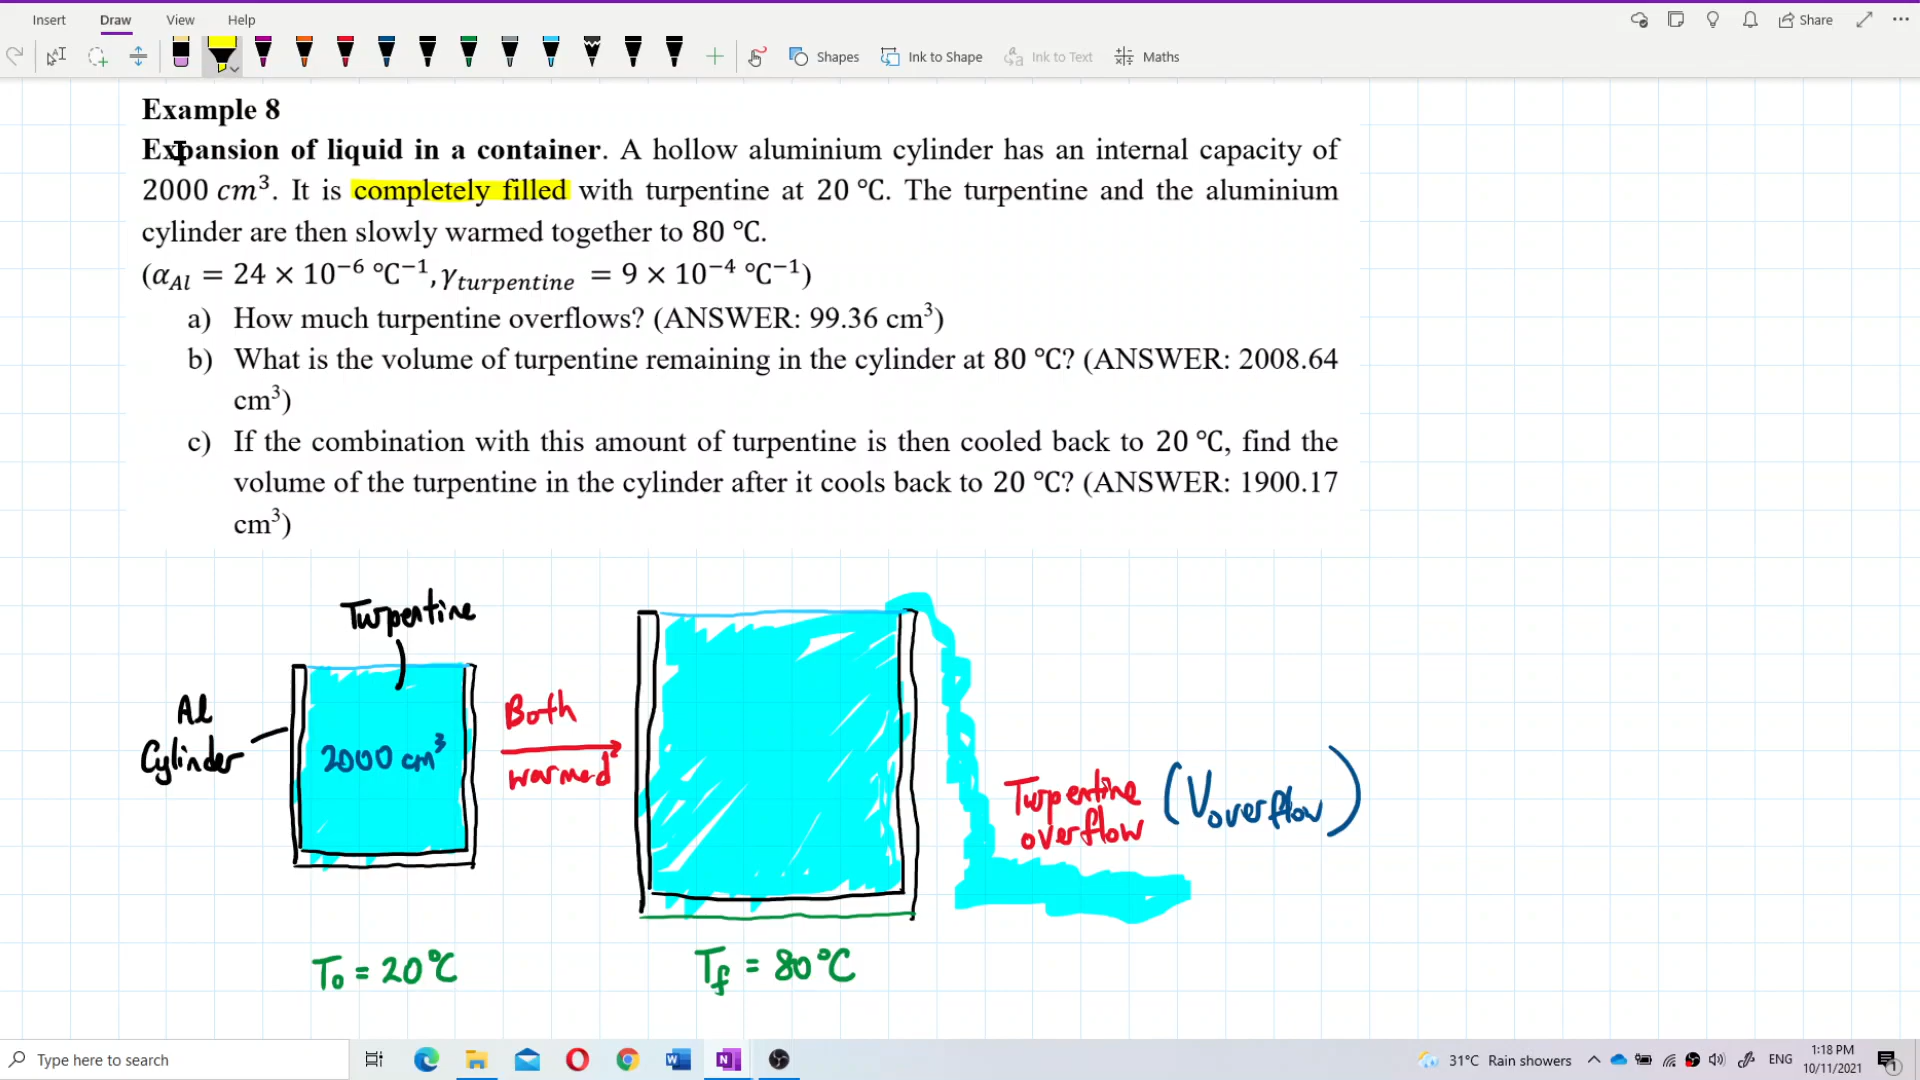 Insert Draw View Help Share
Shapes Ink to Shape Ink to Text Maths
Example 8
Expansion of liquid in a container. A hollow aluminium cylinder has an internal capacity of
2000 cm³. It is completely filled with turpentine at 20 °C. The turpentine and the aluminium
cylinder are then slowly warmed together to 80 °C.
(α_Al = 24 × 10⁻⁶ °C⁻¹, γ_turpentine = 9 × 10⁻⁴ °C⁻¹)
a) How much turpentine overflows? (ANSWER: 99.36 cm³)
b) What is the volume of turpentine remaining in the cylinder at 80 °C? (ANSWER: 2008.64
cm³)
c) If the combination with this amount of turpentine is then cooled back to 20 °C, find the
volume of the turpentine in the cylinder after it cools back to 20 °C? (ANSWER: 1900.17
cm³)
Turpentine
Al
Cylinder
2000 cm³
Both
warmed
Turpentine
overflow
(V_overflow)
T₀ = 20°C
T_f = 80°C
Type here to search
31°C Rain showers
ENG
1:18 PM
10/11/2021